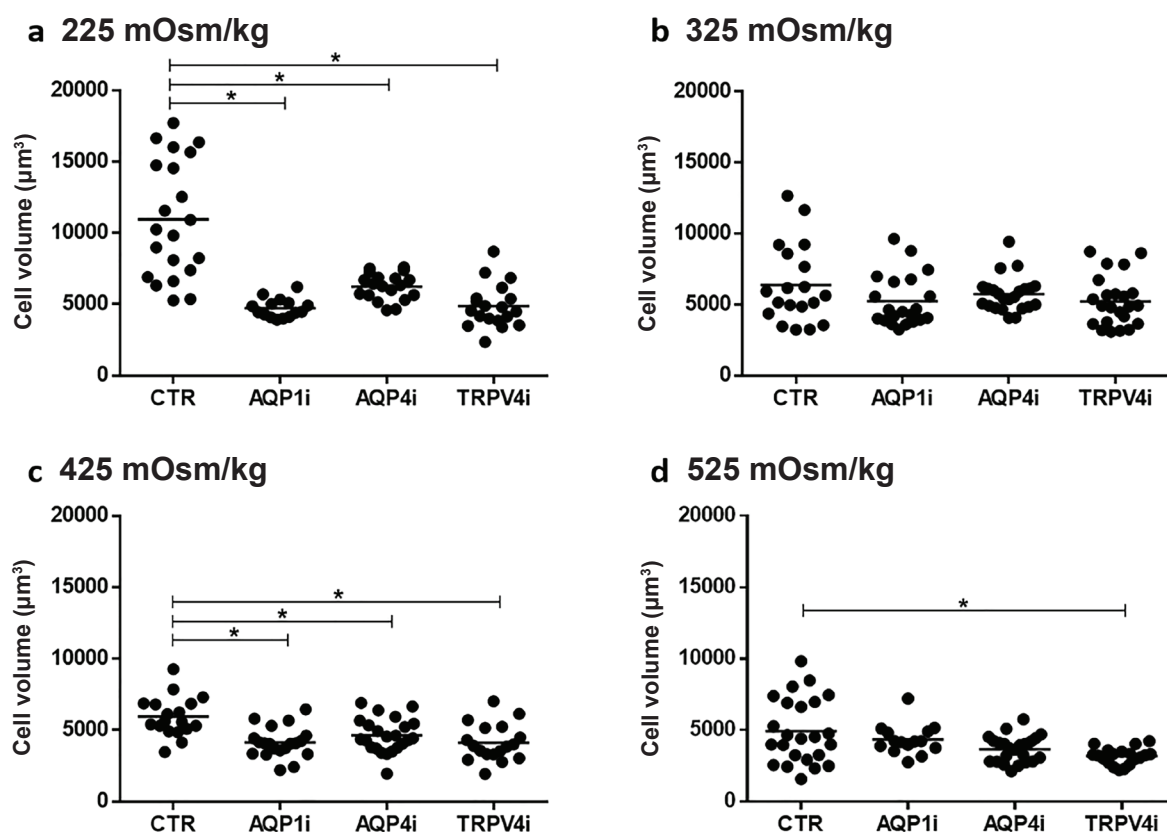 a 225 mOsm/kg
Cell volume (µm³)
20000
15000
10000
5000
0
* * *
CTR AQP1i AQP4i TRPV4i
b 325 mOsm/kg
Cell volume (µm³)
20000
15000
10000
5000
0
CTR AQP1i AQP4i TRPV4i
c 425 mOsm/kg
Cell volume (µm³)
20000
15000
10000
5000
0
* * *
CTR AQP1i AQP4i TRPV4i
d 525 mOsm/kg
Cell volume (µm³)
20000
15000
10000
5000
0
*
CTR AQP1i AQP4i TRPV4i